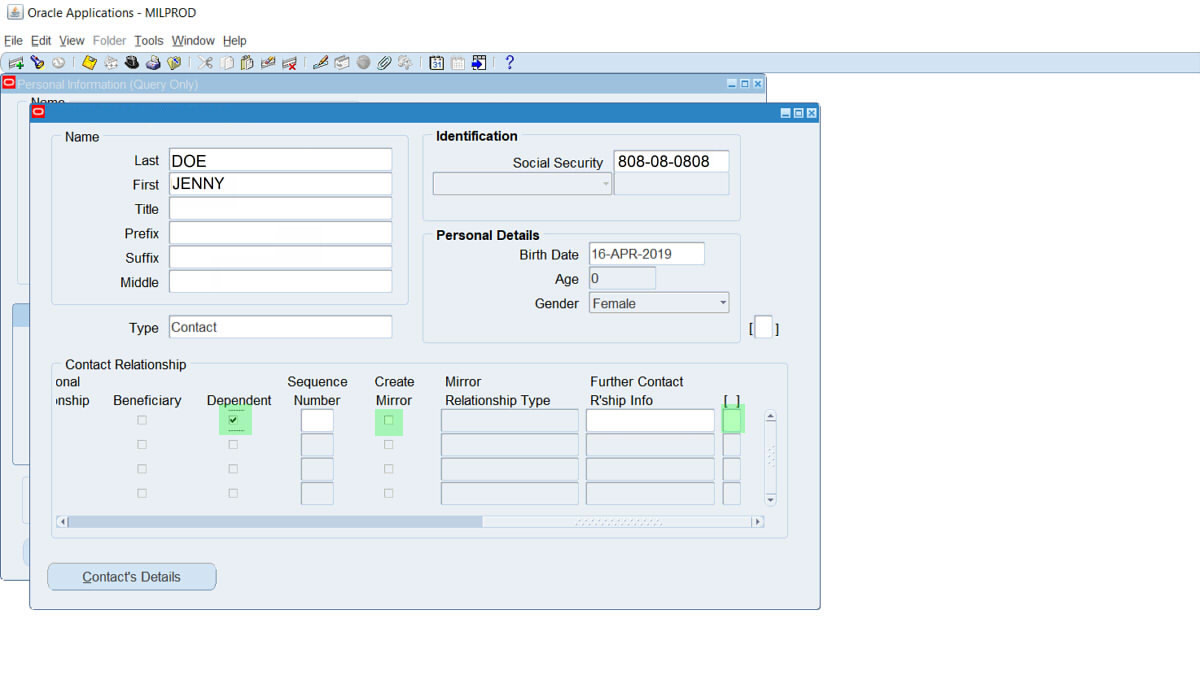 Oracle Applications - MILPROD
File Edit View Folder Tools Window Help
31
?
Personal Information (Query Only)
Name
Name
Last DOE
First JENNY
Title
Prefix
Suffix
Middle
Type Contact
Identification
Social Security 808-08-0808
Personal Details
Birth Date 16-APR-2019
Age 0
Gender Female
[ ]
Contact Relationship
onal Sequence Create Mirror Further Contact
nship Beneficiary Dependent Number Mirror Relationship Type R'ship Info [ ]
Contact's Details